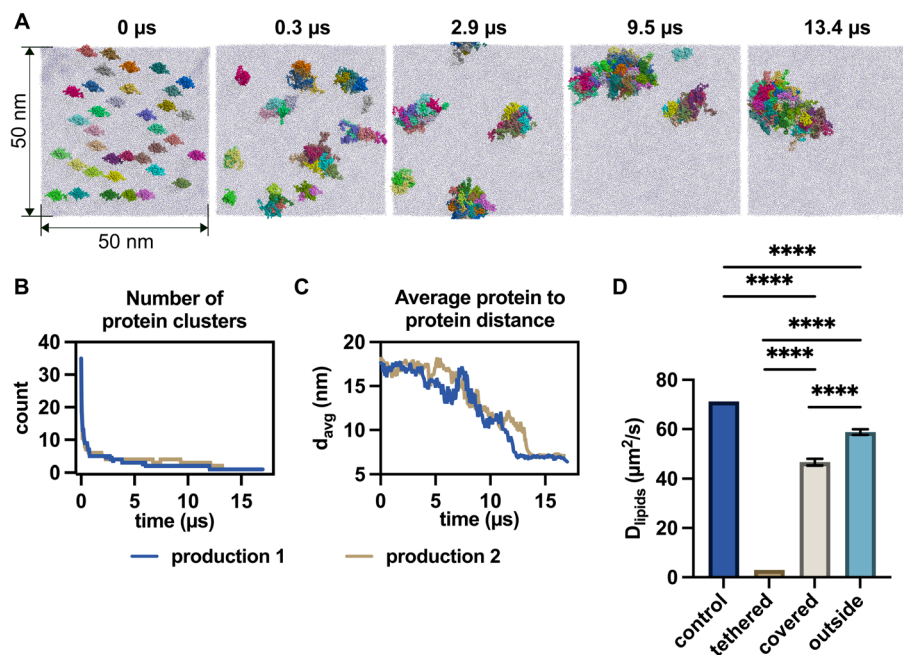 A
0 µs
0.3 µs
2.9 µs
9.5 µs
13.4 µs
50 nm
50 nm
B
Number of
protein clusters
count
40
30
20
10
0
0
5
10
15
time (µs)
C
Average protein to
protein distance
d_avg (nm)
20
15
10
5
0
5
10
15
time (µs)
production 1
production 2
D
****
****
****
****
****
D_lipids (µm²/s)
80
60
40
20
0
control
tethered
covered
outside